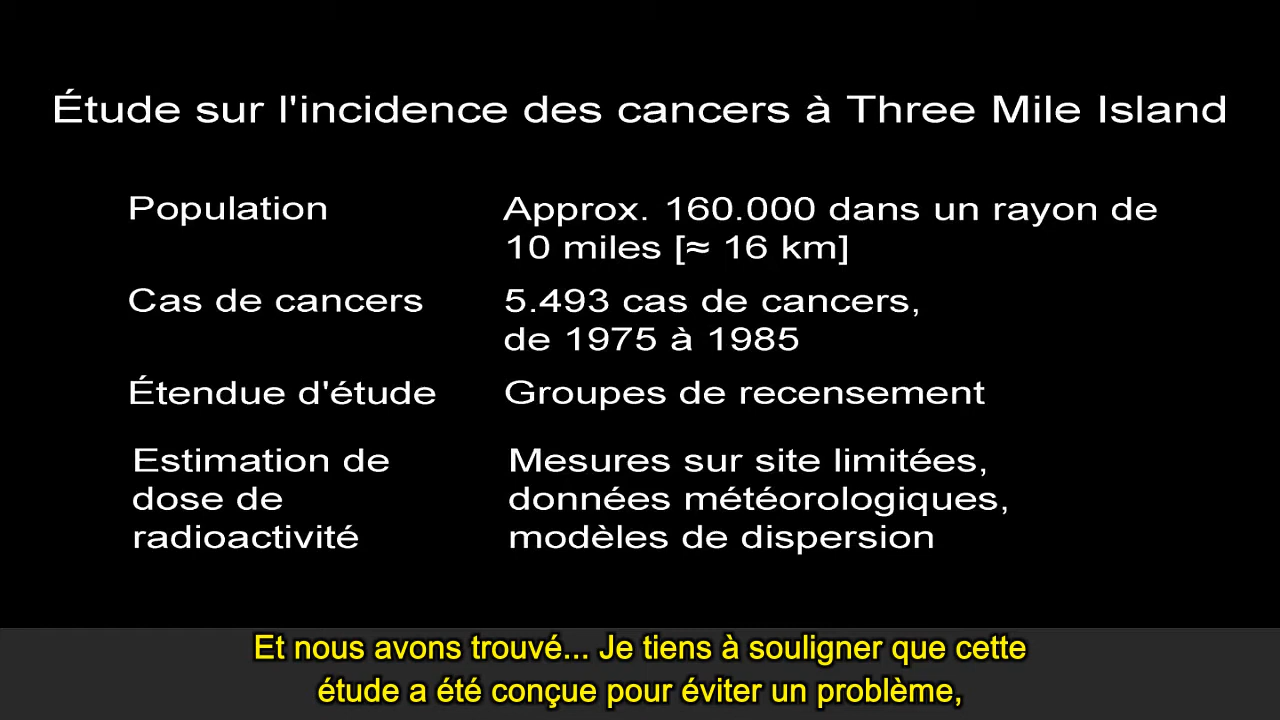 Étude sur l'incidence des cancers à Three Mile Island
Population
Approx. 160.000 dans un rayon de
10 miles [≈ 16 km]
Cas de cancers
5.493 cas de cancers,
de 1975 à 1985
Étendue d'étude
Groupes de recensement
Estimation de
dose de
radioactivité
Mesures sur site limitées,
données météorologiques,
modèles de dispersion
Et nous avons trouvé... Je tiens à souligner que cette
étude a été conçue pour éviter un problème,